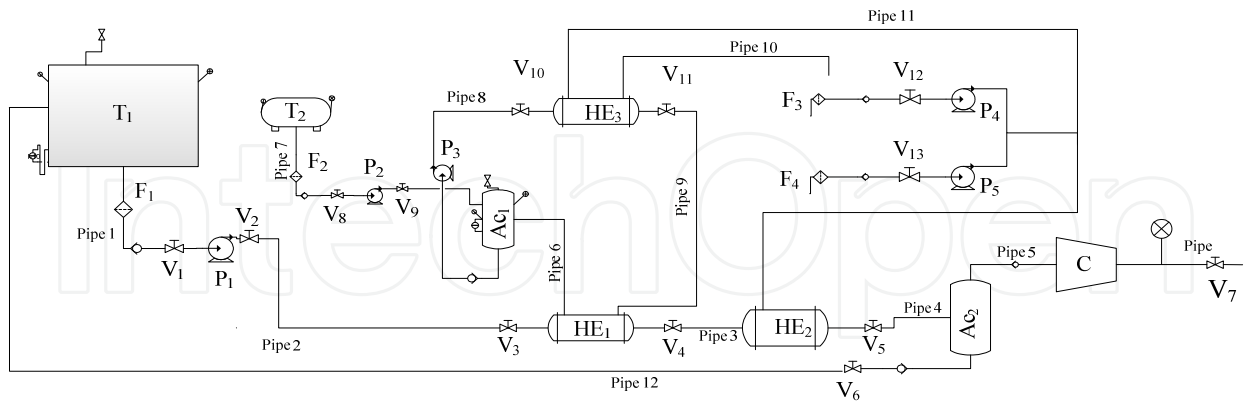 Pipe 11
Pipe 10
V10
V11
V12
T1
T2
Pipe 8
HE3
F3
P4
Pipe 7
F2
P3
P2
V13
F1
V8
V9
Ac1
Pipe 9
F4
P5
Pipe 1
V2
V1
P1
Pipe 6
Pipe 5
C
Pipe
V7
Pipe 2
V3
HE1
V4
Pipe 3
HE2
V5
Pipe 4
Ac2
Pipe 12
V6
IntechOpen